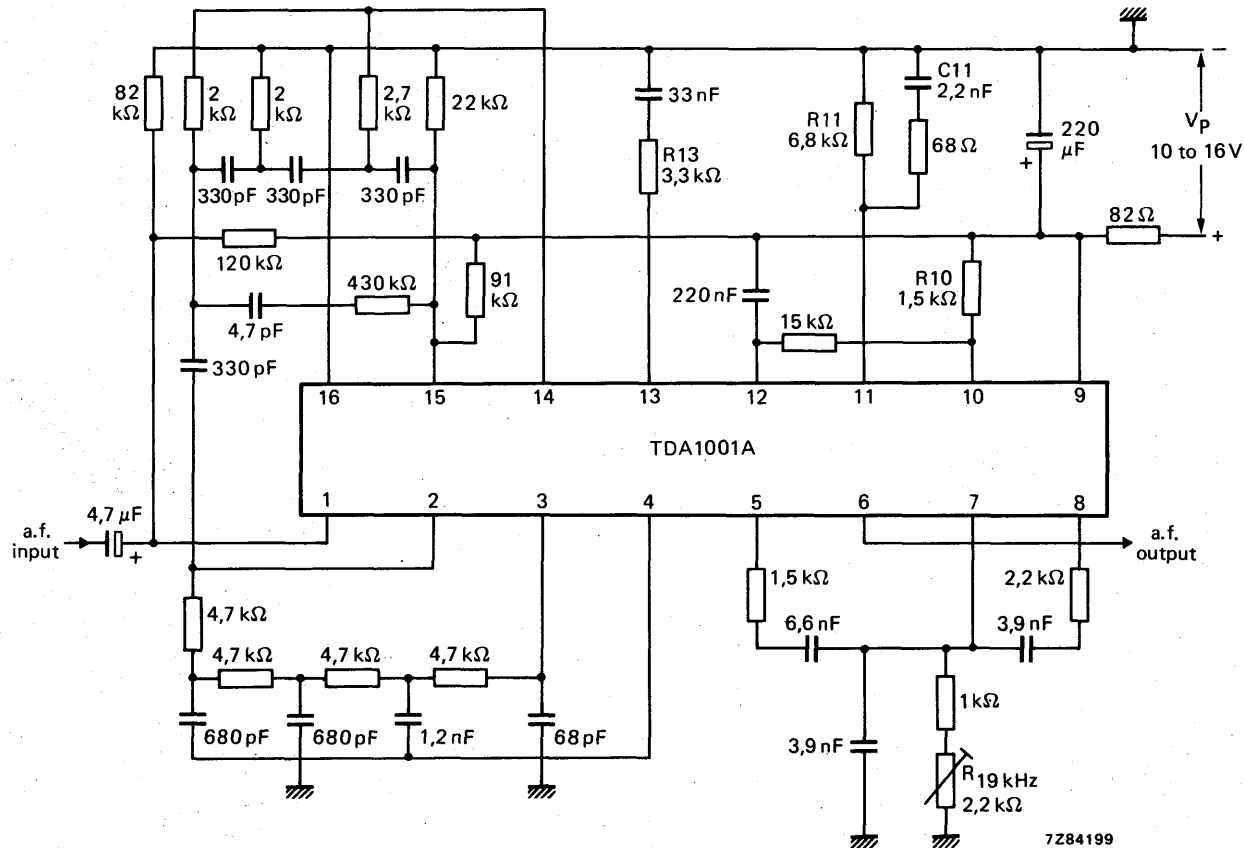 82
kΩ
2
kΩ
2
kΩ
2,7
kΩ
22 kΩ
33 nF
R13
3,3 kΩ
R11
6,8 kΩ
C11
2,2 nF
68 Ω
220
μF
+
−
Vp
10 to 16 V
82 Ω
+
330 pF
330 pF
330 pF
120 kΩ
91
kΩ
220 nF
R10
1,5 kΩ
4,7 pF
430 kΩ
15 kΩ
330 pF
16
15
14
13
12
11
10
9
TDA1001A
1
2
3
4
5
6
7
8
a.f.
input
4,7 μF
+
a.f.
output
4,7 kΩ
4,7 kΩ
4,7 kΩ
4,7 kΩ
680 pF
680 pF
1,2 nF
68 pF
1,5 kΩ
6,6 nF
3,9 nF
2,2 kΩ
3,9 nF
1 kΩ
R19 kHz
2,2 kΩ
7Z84199